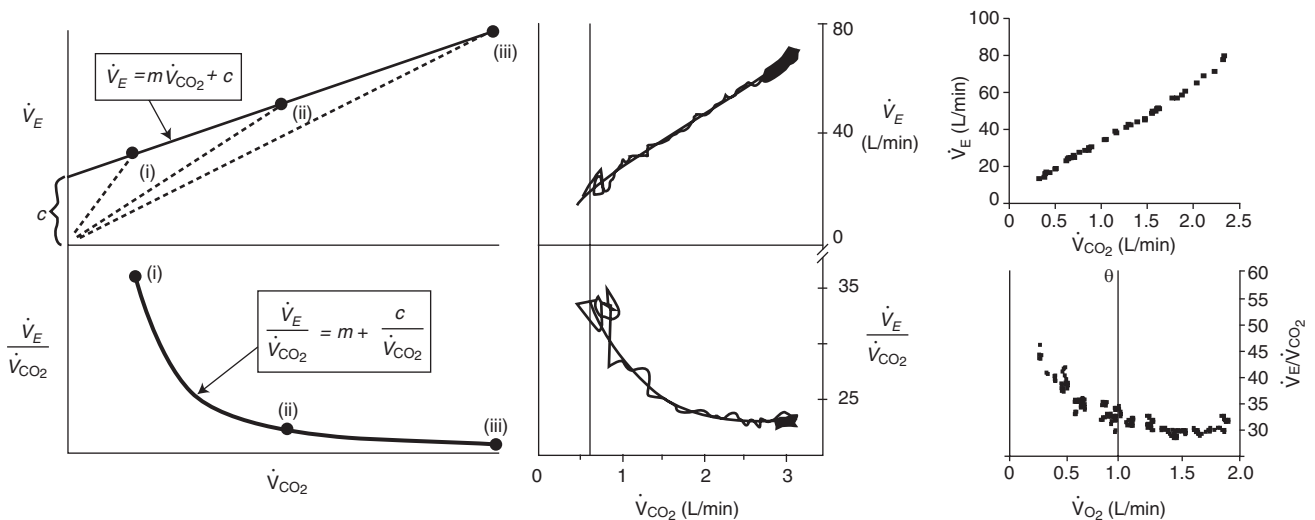 V̇E = mV̇CO2 + c
V̇E
(i)
(ii)
(iii)
c
(i)
V̇E
V̇CO2
V̇E
V̇CO2
= m +
c
V̇CO2
(ii)
(iii)
V̇CO2
80
V̇E
(L/min)
40
0
35
V̇E
V̇CO2
25
0 1 2 3
V̇CO2 (L/min)
100
80
60
40
20
0
V̇E (L/min)
0 0.5 1.0 1.5 2.0 2.5
V̇CO2 (L/min)
θ
60
55
50
45
40
35
30
V̇E/V̇CO2
0 0.5 1.0 1.5 2.0
V̇O2 (L/min)